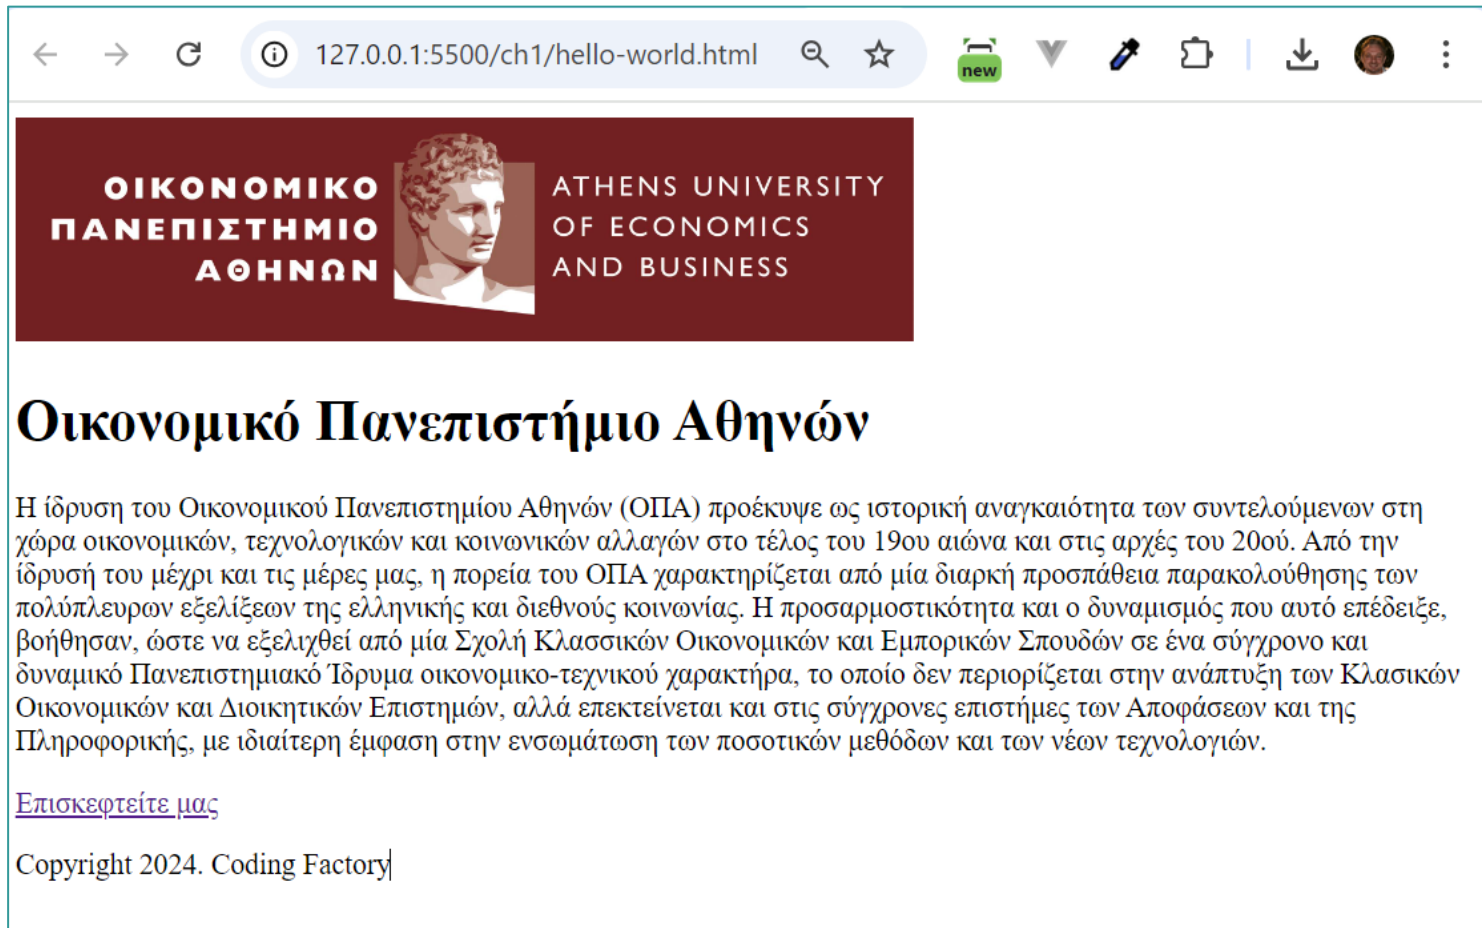 127.0.0.1:5500/ch1/hello-world.html
new
ΟΙΚΟΝΟΜΙΚΟ
ΠΑΝΕΠΙΣΤΗΜΙΟ
ΑΘΗΝΩΝ
ATHENS UNIVERSITY
OF ECONOMICS
AND BUSINESS
Οικονομικό Πανεπιστήμιο Αθηνών
Η ίδρυση του Οικονομικού Πανεπιστημίου Αθηνών (ΟΠΑ) προέκυψε ως ιστορική αναγκαιότητα των συντελούμενων στη
χώρα οικονομικών, τεχνολογικών και κοινωνικών αλλαγών στο τέλος του 19ου αιώνα και στις αρχές του 20ού. Από την
ίδρυσή του μέχρι και τις μέρες μας, η πορεία του ΟΠΑ χαρακτηρίζεται από μία διαρκή προσπάθεια παρακολούθησης των
πολύπλευρων εξελίξεων της ελληνικής και διεθνούς κοινωνίας. Η προσαρμοστικότητα και ο δυναμισμός που αυτό επέδειξε,
βοήθησαν, ώστε να εξελιχθεί από μία Σχολή Κλασσικών Οικονομικών και Εμπορικών Σπουδών σε ένα σύγχρονο και
δυναμικό Πανεπιστημιακό Ίδρυμα οικονομικο-τεχνικού χαρακτήρα, το οποίο δεν περιορίζεται στην ανάπτυξη των Κλασικών
Οικονομικών και Διοικητικών Επιστημών, αλλά επεκτείνεται και στις σύγχρονες επιστήμες των Αποφάσεων και της
Πληροφορικής, με ιδιαίτερη έμφαση στην ενσωμάτωση των ποσοτικών μεθόδων και των νέων τεχνολογιών.
Επισκεφτείτε μας
Copyright 2024. Coding Factory